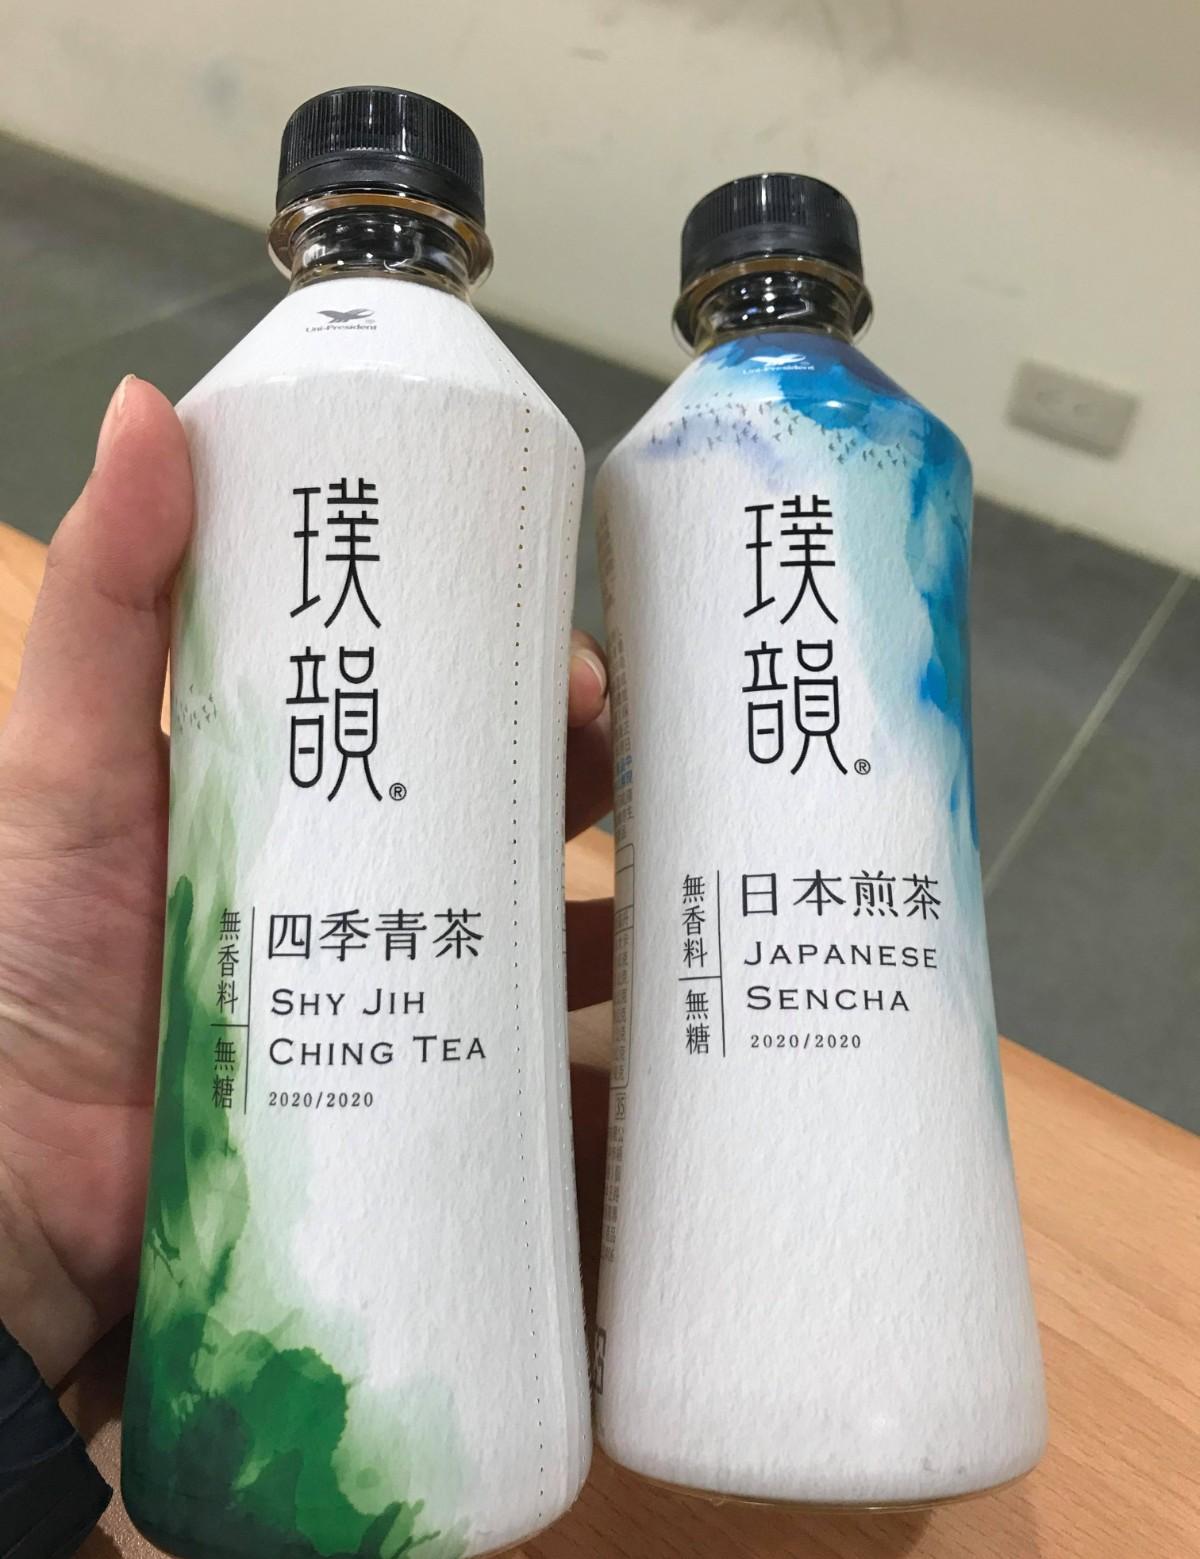 Uni-President
璞
韻®
無香料
無糖
四季青茶
SHY JIH
CHING TEA
2020/2020
Uni-President
璞
韻®
無香料
無糖
日本煎茶
JAPANESE
SENCHA
2020/2020